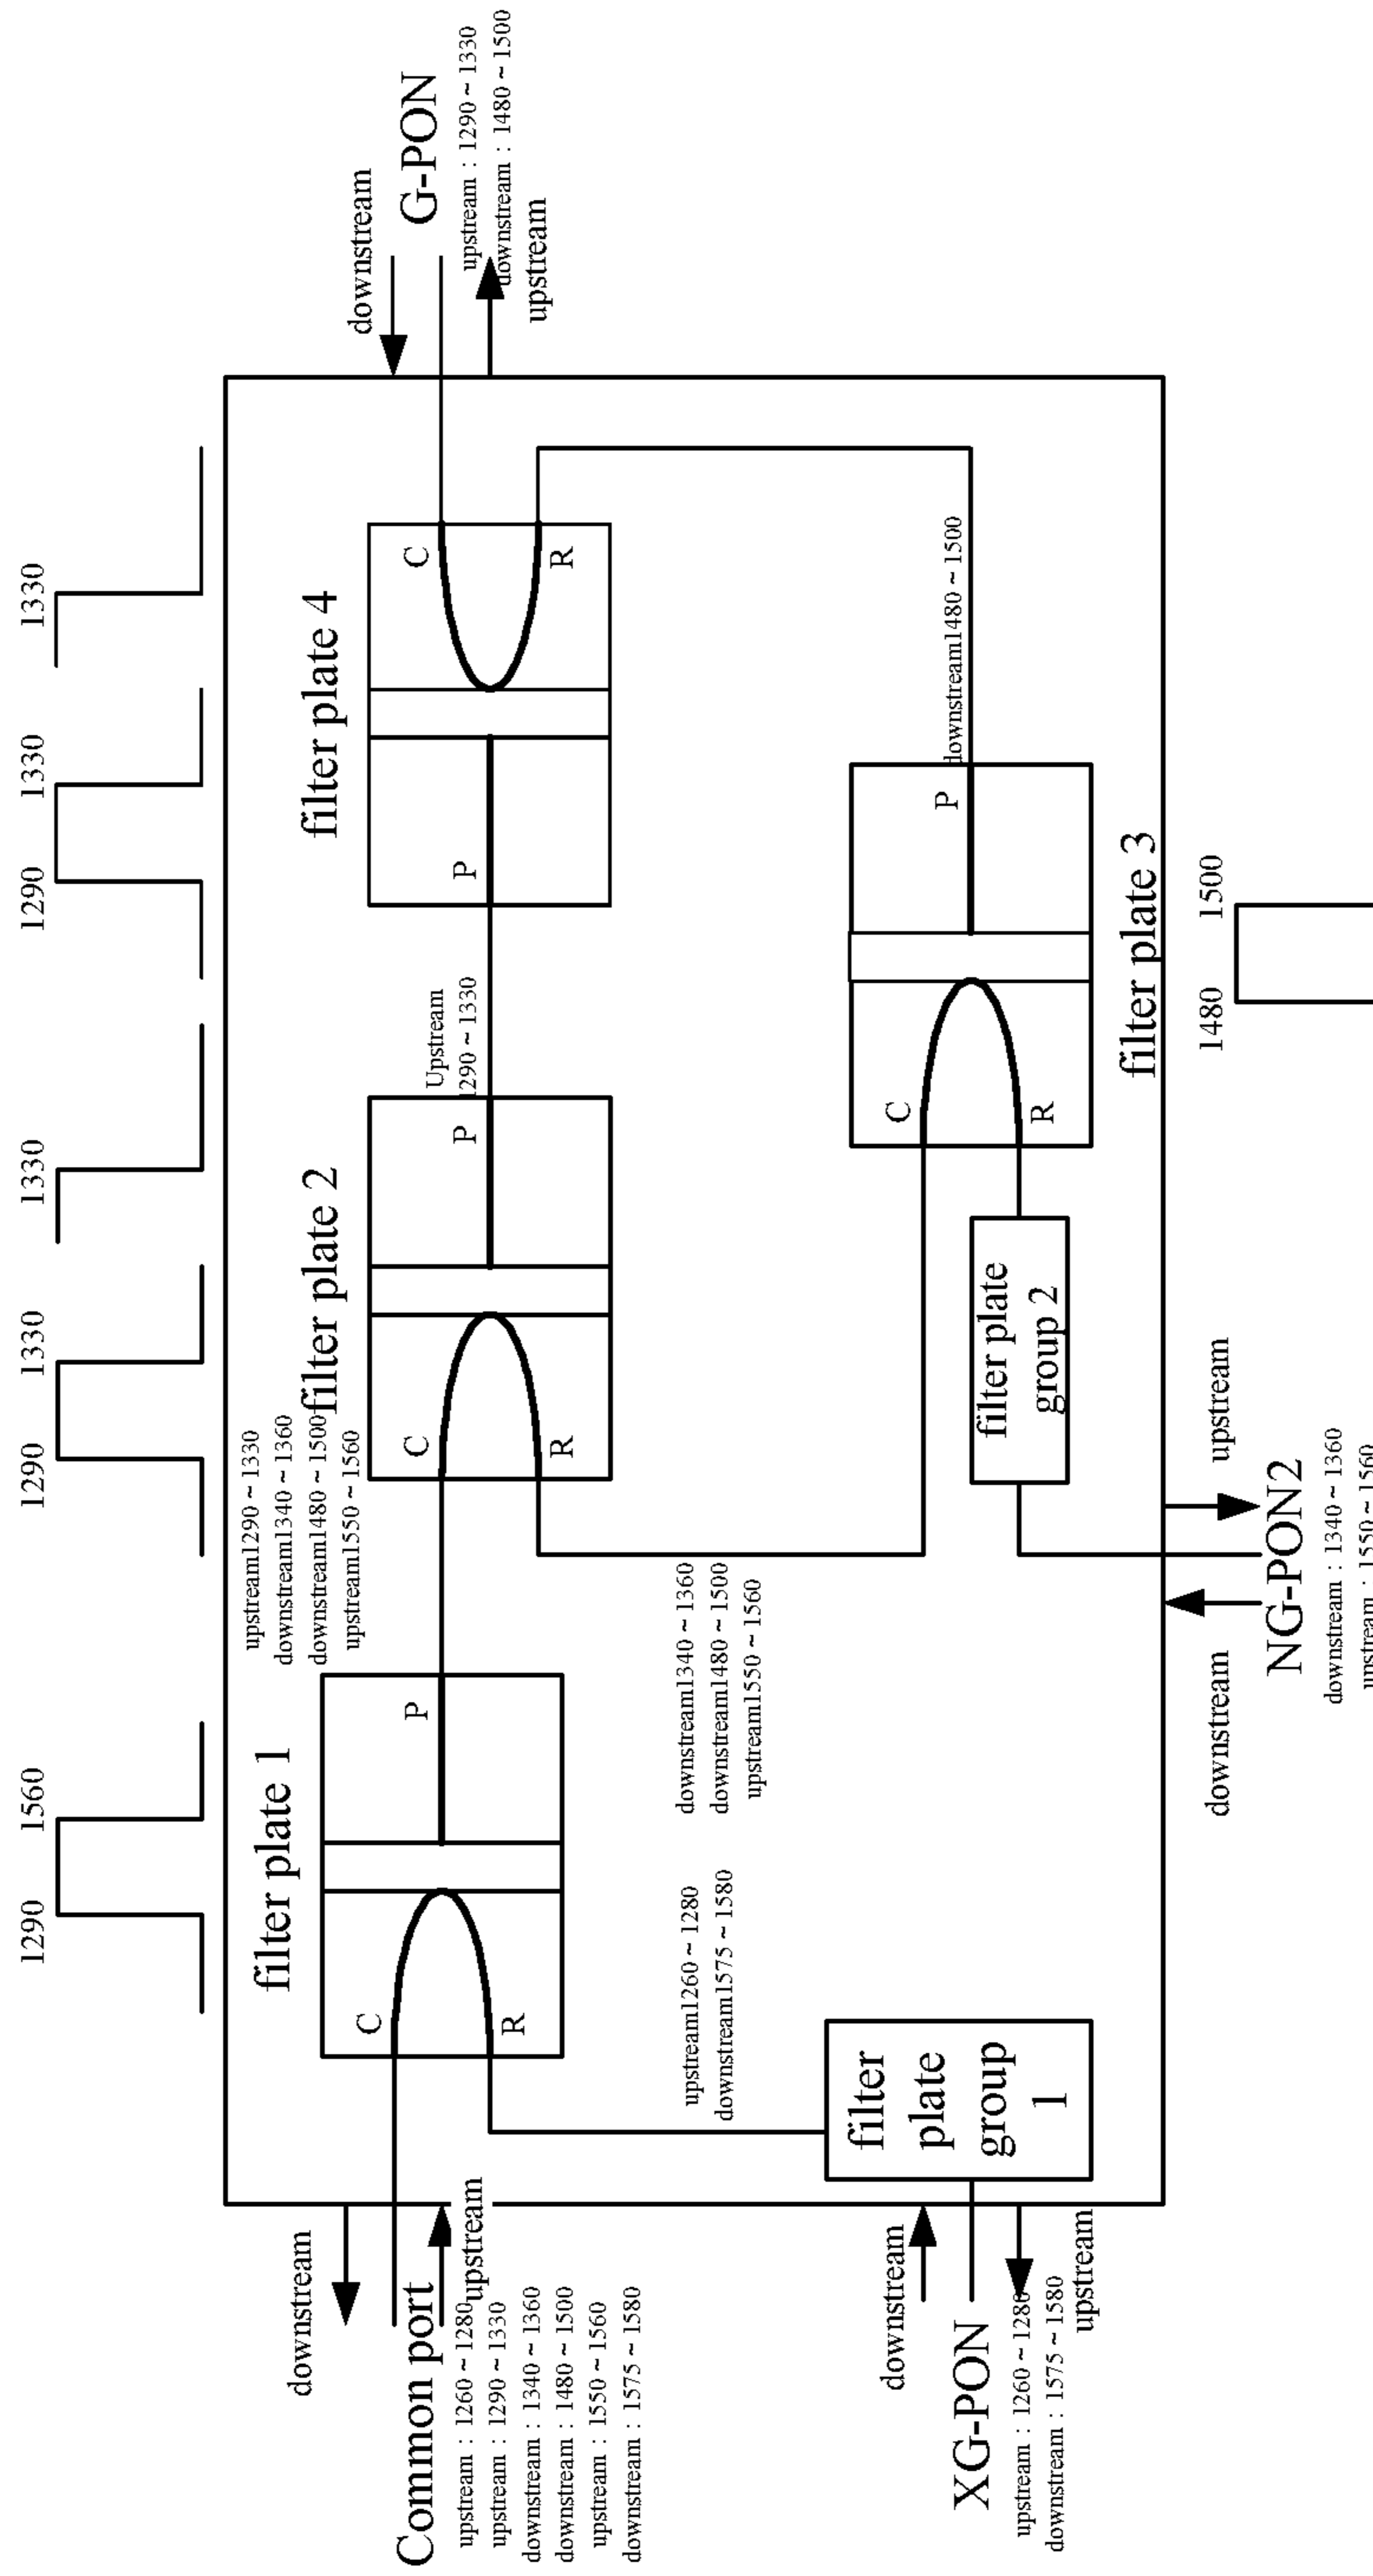 1290
1560
1290
1330
1330
1290
1330
1330
filter plate 1
filter plate 2
filter plate 4
upstream1290 ~ 1330
downstream1340 ~ 1360
downstream1480 ~ 1500
upstream1550 ~ 1560
C
P
R
C
P
R
Upstream
1290 ~ 1330
P
C
R
downstream
G-PON
upstream : 1290 ~ 1330
downstream : 1480 ~ 1500
upstream
downstream
Common port
upstream
upstream : 1260 ~ 1280
upstream : 1290 ~ 1330
downstream : 1340 ~ 1360
downstream : 1480 ~ 1500
upstream : 1550 ~ 1560
downstream : 1575 ~ 1580
upstream1260 ~ 1280
downstream1575 ~ 1580
downstream1340 ~ 1360
downstream1480 ~ 1500
upstream1550 ~ 1560
downstream1480 ~ 1500
filter
plate
group
1
C
R
P
filter plate
group 2
filter plate 3
downstream
XG-PON
upstream : 1260 ~ 1280
downstream : 1575 ~ 1580
upstream
downstream
upstream
NG-PON2
downstream : 1340 ~ 1360
upstream : 1550 ~ 1560
1480
1500